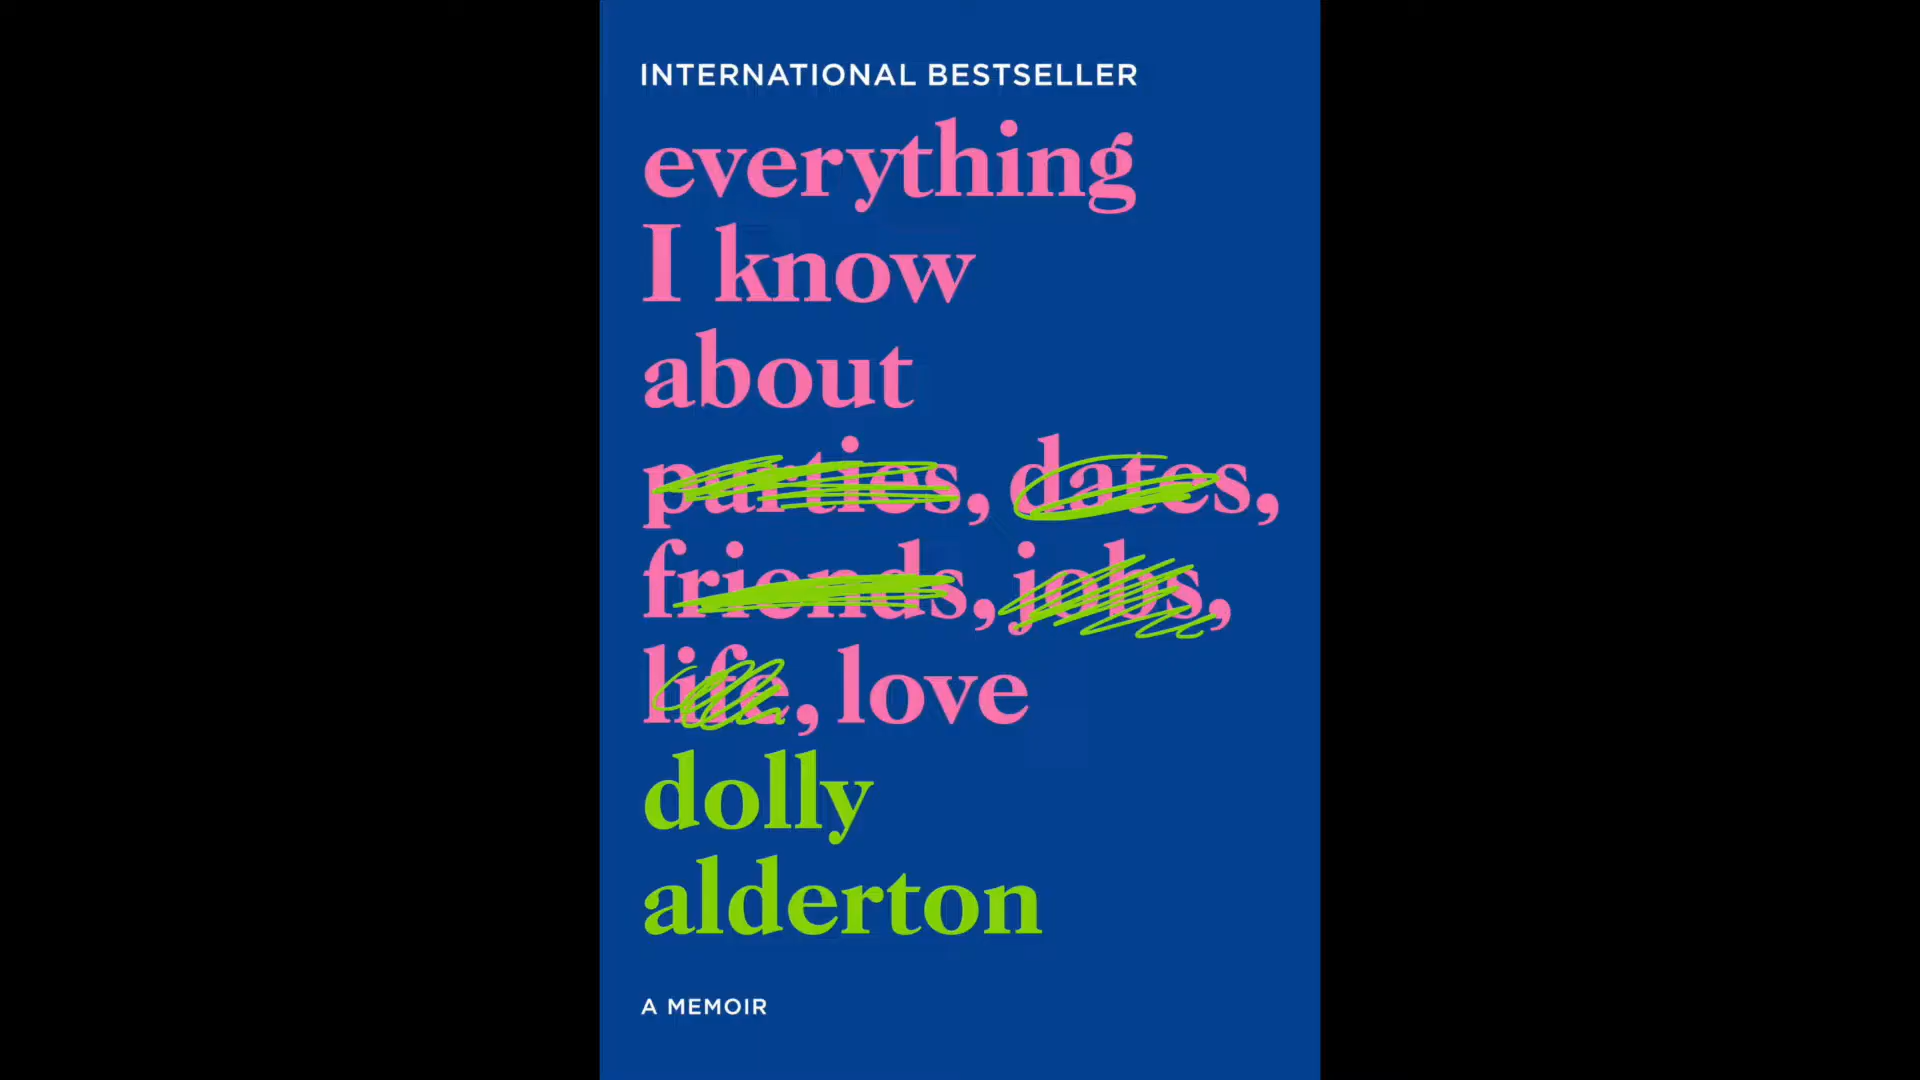 INTERNATIONAL BESTSELLER
everything
I know
about
parties, dates,
friends, jobs,
life, love
dolly
alderton
A MEMOIR